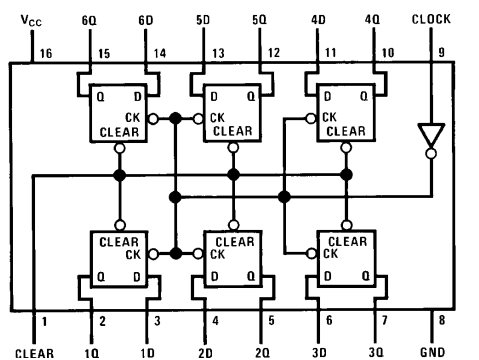 VCC 6Q 6D 5D 5Q 4D 4Q CLOCK
16 15 14 13 12 11 10 9
Q D D Q D Q
CK CK CK
CLEAR CLEAR CLEAR
CLEAR CLEAR CLEAR
CK CK CK
Q D D Q D Q
1 2 3 4 5 6 7 8
CLEAR 1Q 1D 2D 2Q 3D 3Q GND